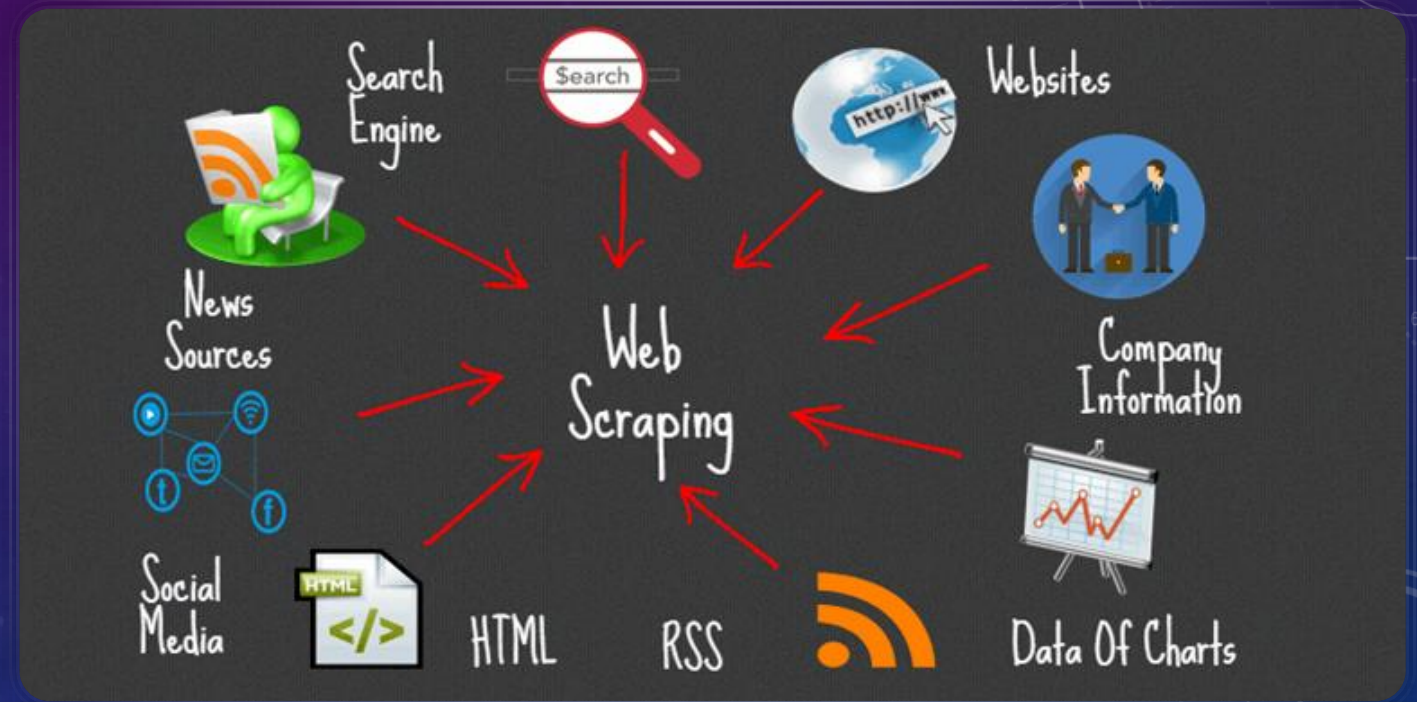 Search
Engine
$earch
http://www
Websites
News
Sources
Web
Scraping
Company
Information
t
f
Social
Media
HTML
</>
HTML
RSS
Data Of Charts